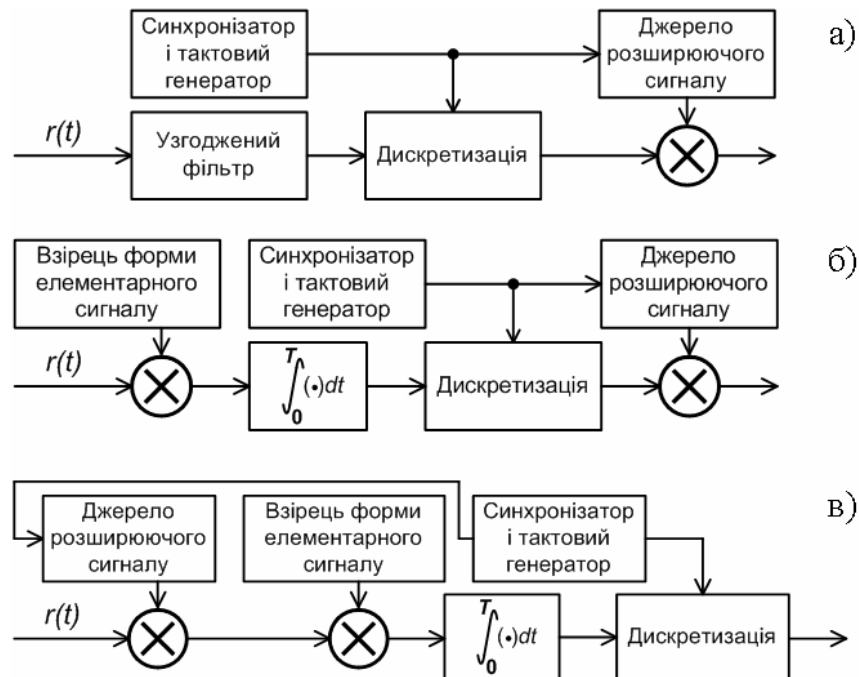 Синхронізатор
і тактовий
генератор
Джерело
розширюючого
сигналу
а)
r(t)
Узгоджений
фільтр
Дискретизація
Взірець форми
елементарного
сигналу
Синхронізатор
і тактовий
генератор
Джерело
розширюючого
сигналу
б)
r(t)
T
∫(•)dt
0
Дискретизація
Джерело
розширюючого
сигналу
Взірець форми
елементарного
сигналу
Синхронізатор
і тактовий
генератор
в)
r(t)
T
∫(•)dt
0
Дискретизація